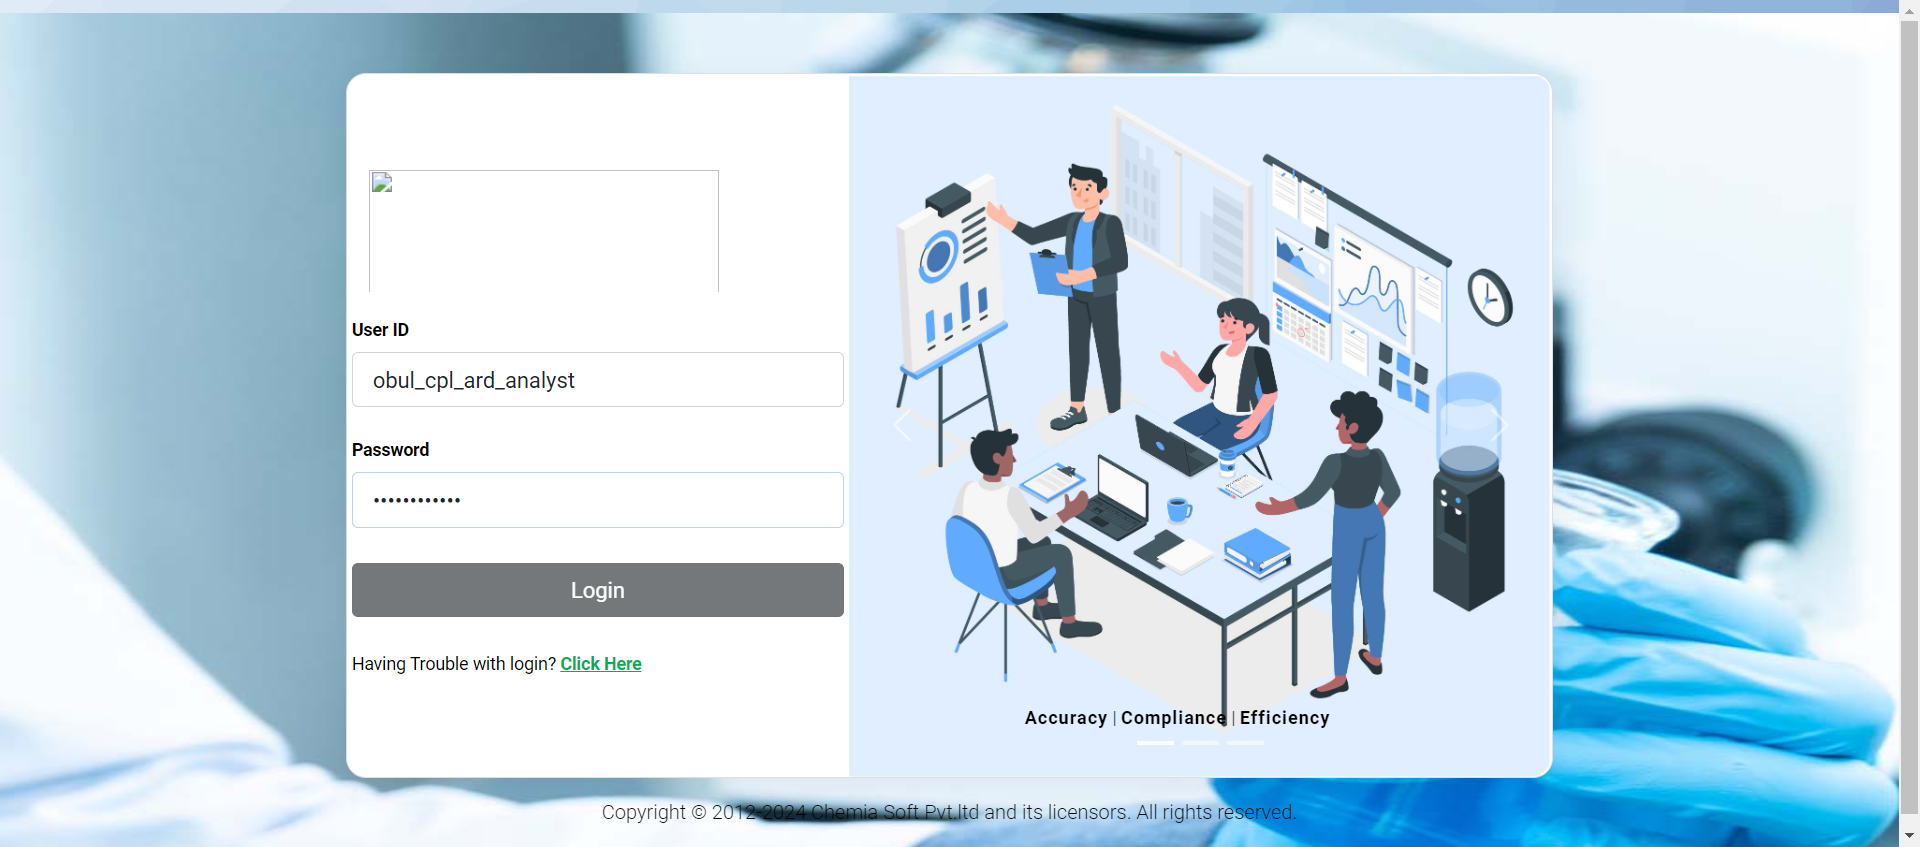 User ID
obul_cpl_ard_analyst
Password
••••••••••••
Login
Having Trouble with login? Click Here
Accuracy | Compliance | Efficiency
Copyright © 2012-2024 Chemia Soft Pvt.ltd and its licensors. All rights reserved.